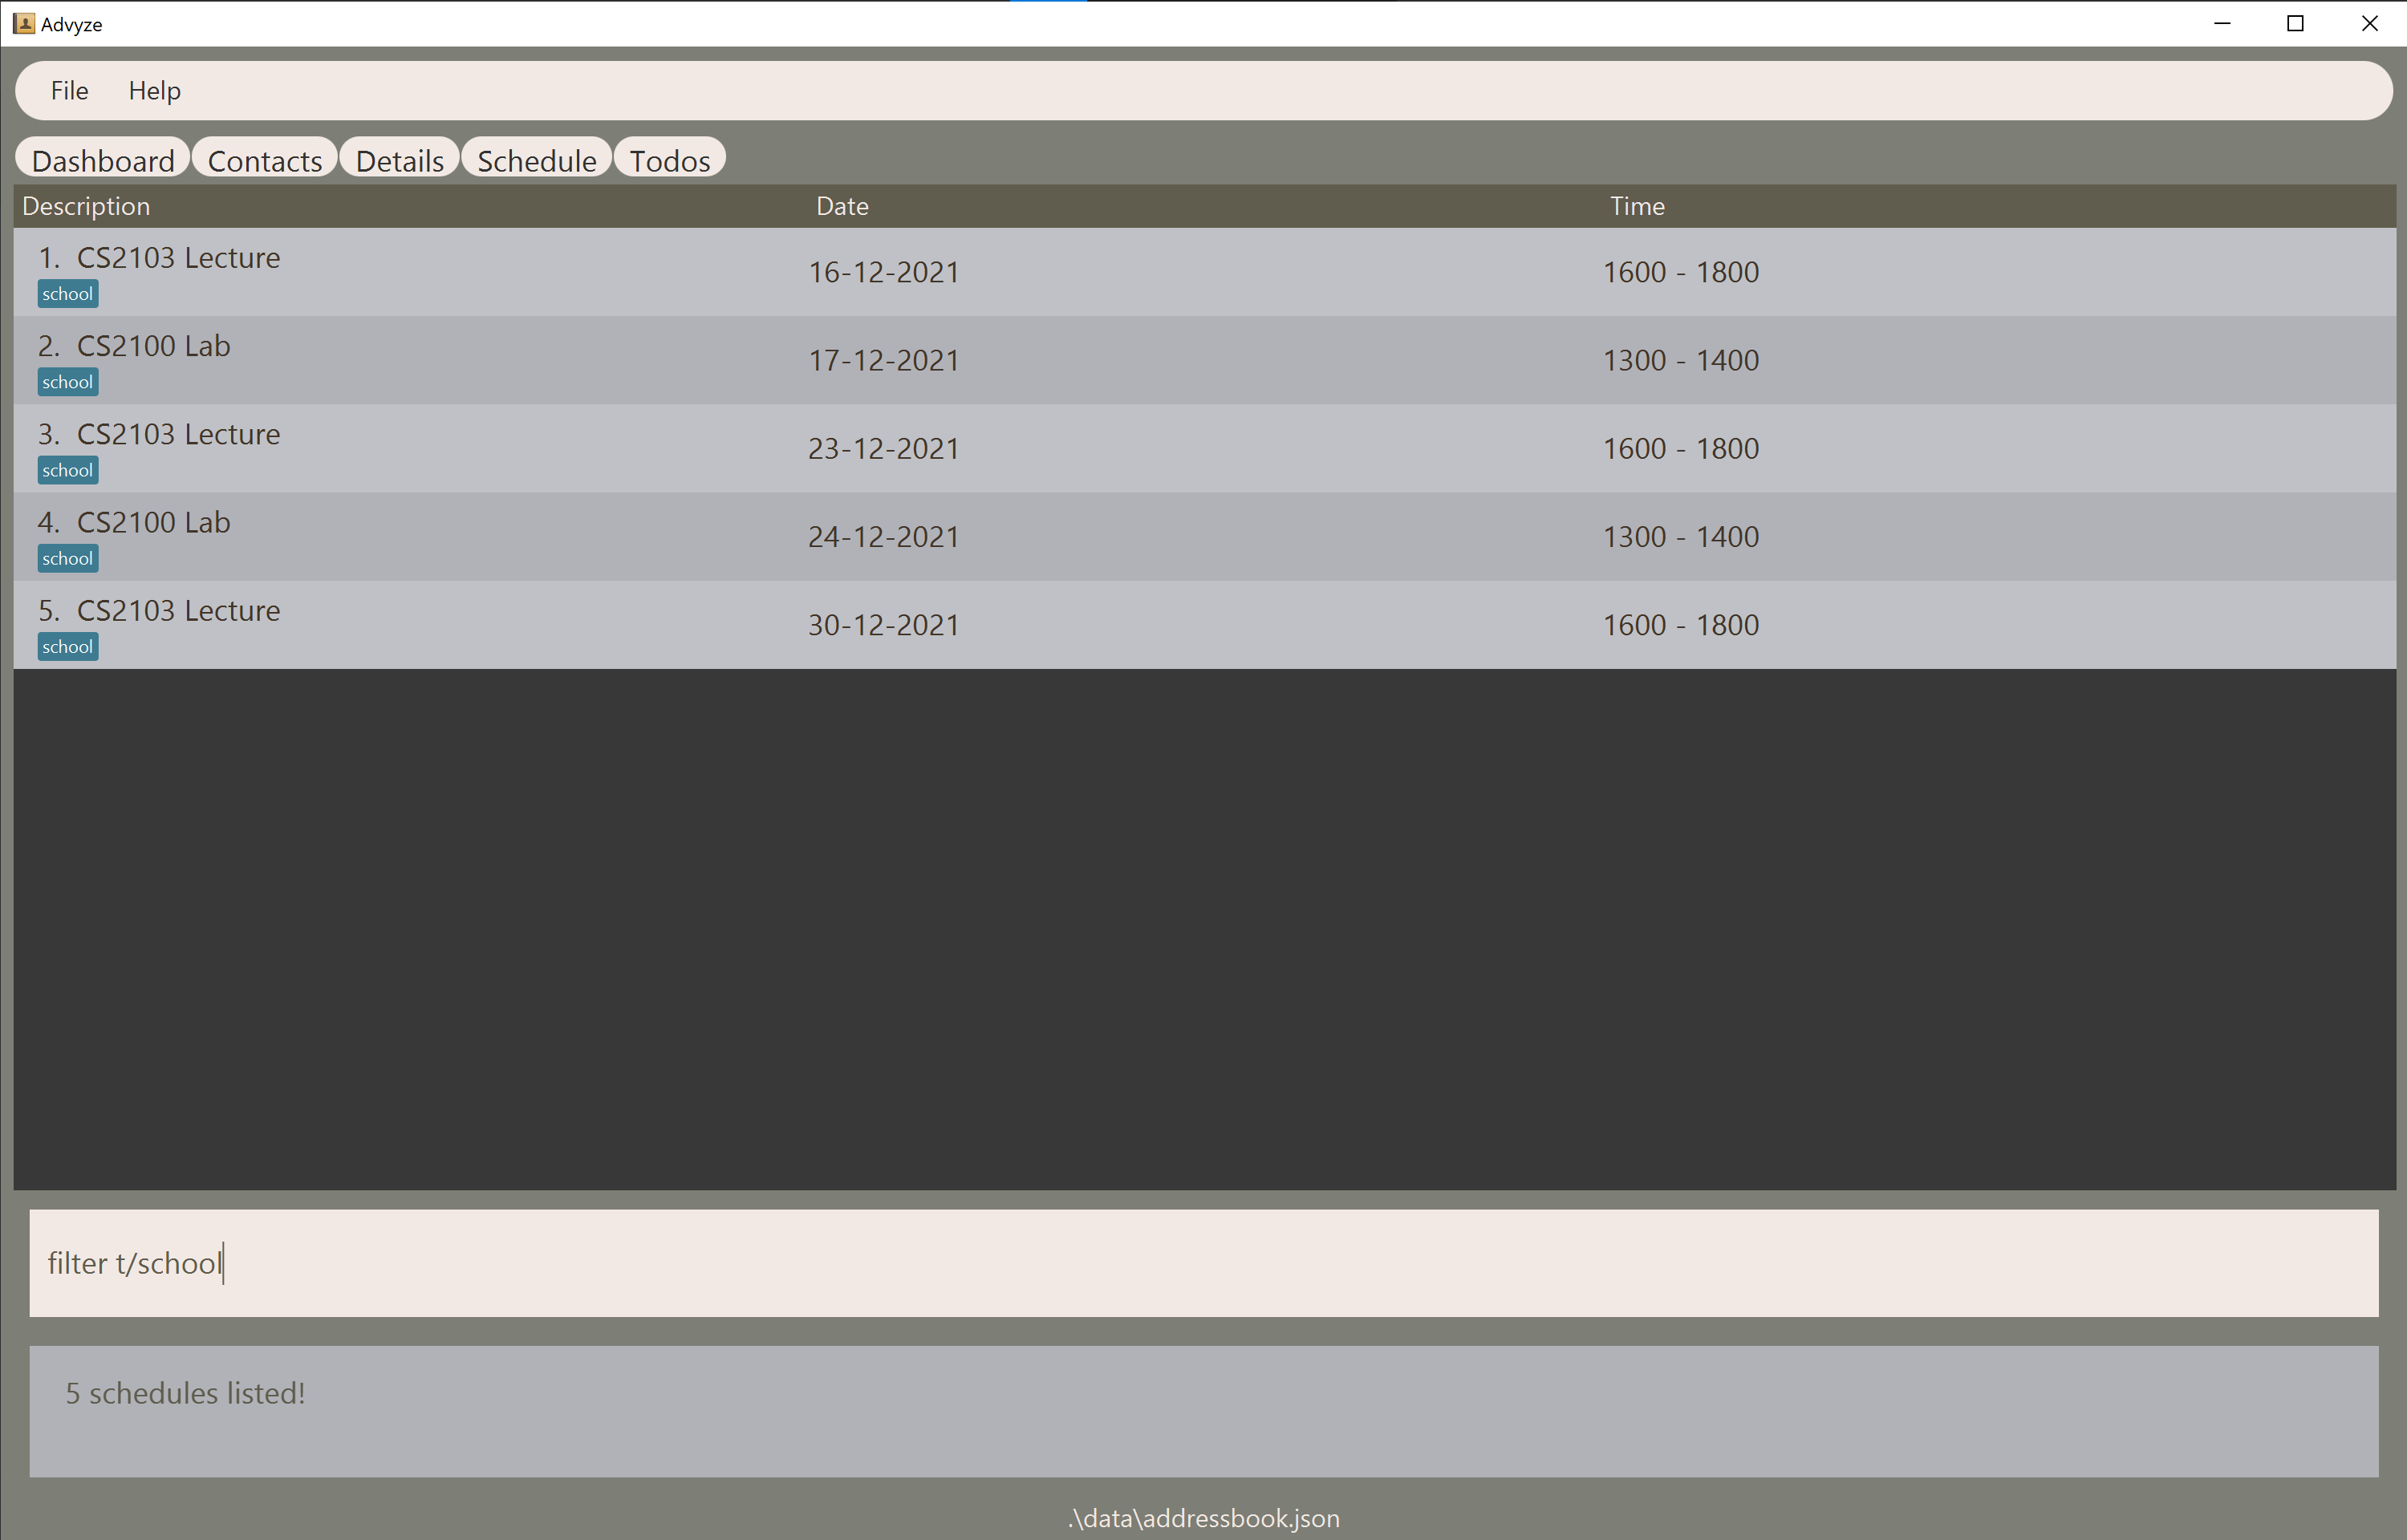 Advyze
File Help
Dashboard Contacts Details Schedule Todos
Description Date Time
1. CS2103 Lecture
school
16-12-2021 1600 - 1800
2. CS2100 Lab
school
17-12-2021 1300 - 1400
3. CS2103 Lecture
school
23-12-2021 1600 - 1800
4. CS2100 Lab
school
24-12-2021 1300 - 1400
5. CS2103 Lecture
school
30-12-2021 1600 - 1800
filter t/school
5 schedules listed!
.\data\addressbook.json